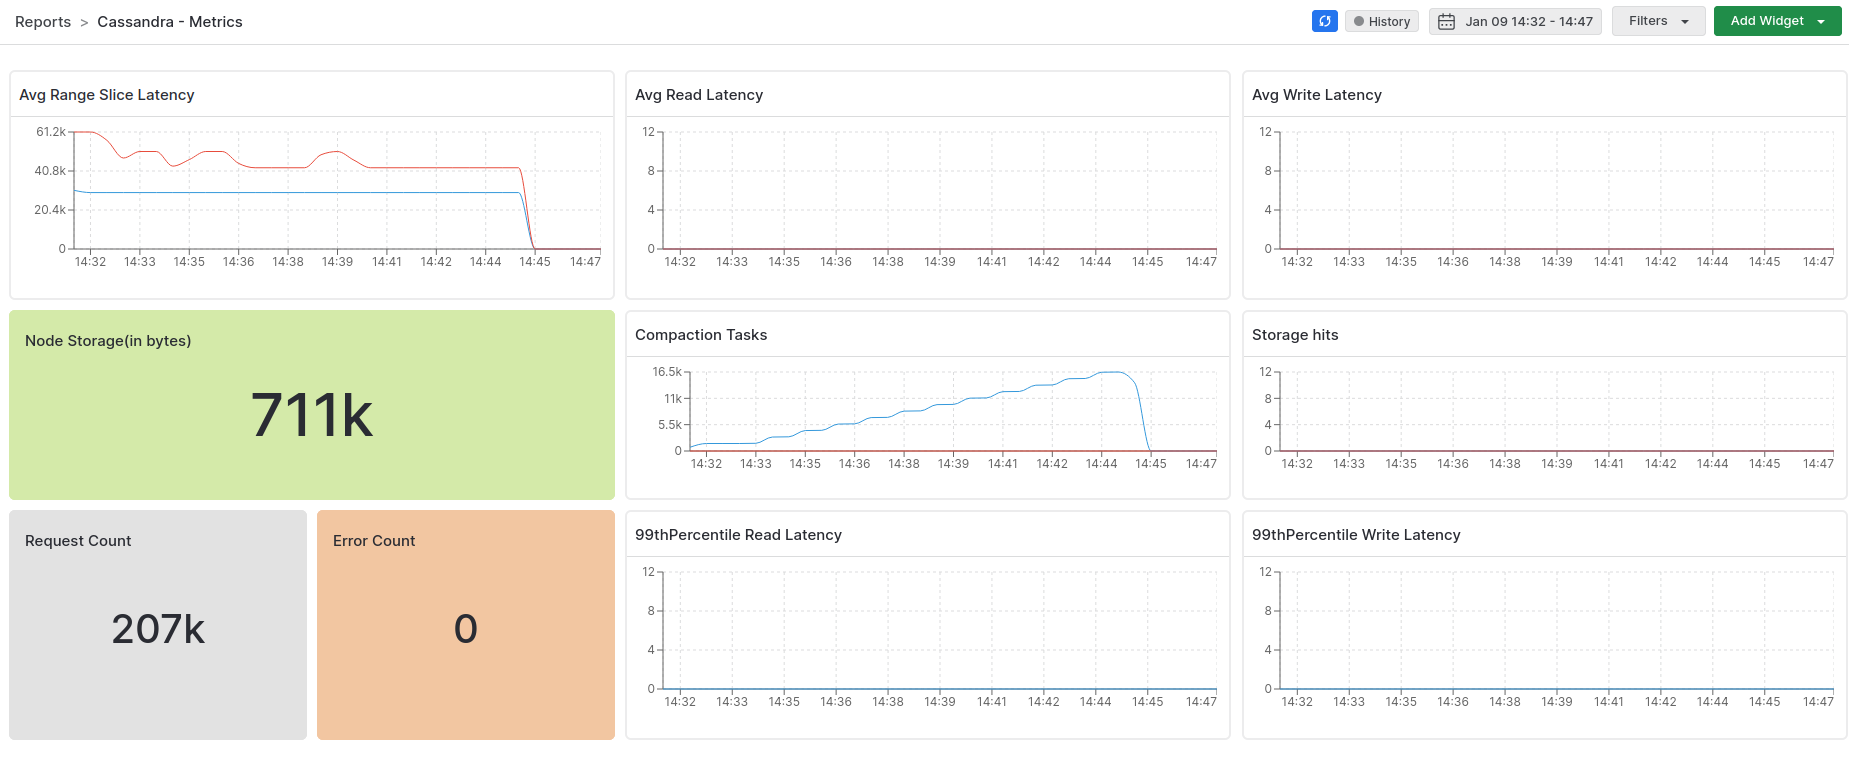 Reports > Cassandra - Metrics
History
Jan 09 14:32 - 14:47
Filters
Add Widget
Avg Range Slice Latency
61.2k
40.8k
20.4k
0
14:32 14:33 14:35 14:36 14:38 14:39 14:41 14:42 14:44 14:45 14:47
Avg Read Latency
12
8
4
0
14:32 14:33 14:35 14:36 14:38 14:39 14:41 14:42 14:44 14:45 14:47
Avg Write Latency
12
8
4
0
14:32 14:33 14:35 14:36 14:38 14:39 14:41 14:42 14:44 14:45 14:47
Node Storage(in bytes)
711k
Compaction Tasks
16.5k
11k
5.5k
0
14:32 14:33 14:35 14:36 14:38 14:39 14:41 14:42 14:44 14:45 14:47
Storage hits
12
8
4
0
14:32 14:33 14:35 14:36 14:38 14:39 14:41 14:42 14:44 14:45 14:47
Request Count
207k
Error Count
0
99thPercentile Read Latency
12
8
4
0
14:32 14:33 14:35 14:36 14:38 14:39 14:41 14:42 14:44 14:45 14:47
99thPercentile Write Latency
12
8
4
0
14:32 14:33 14:35 14:36 14:38 14:39 14:41 14:42 14:44 14:45 14:47